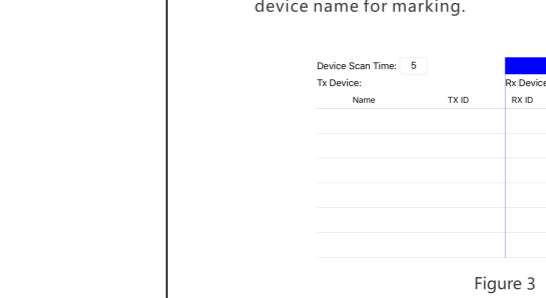 device name for marking.
Device Scan Time: 5
Tx Device: Rx Device
Name TX ID RX ID
Figure 3